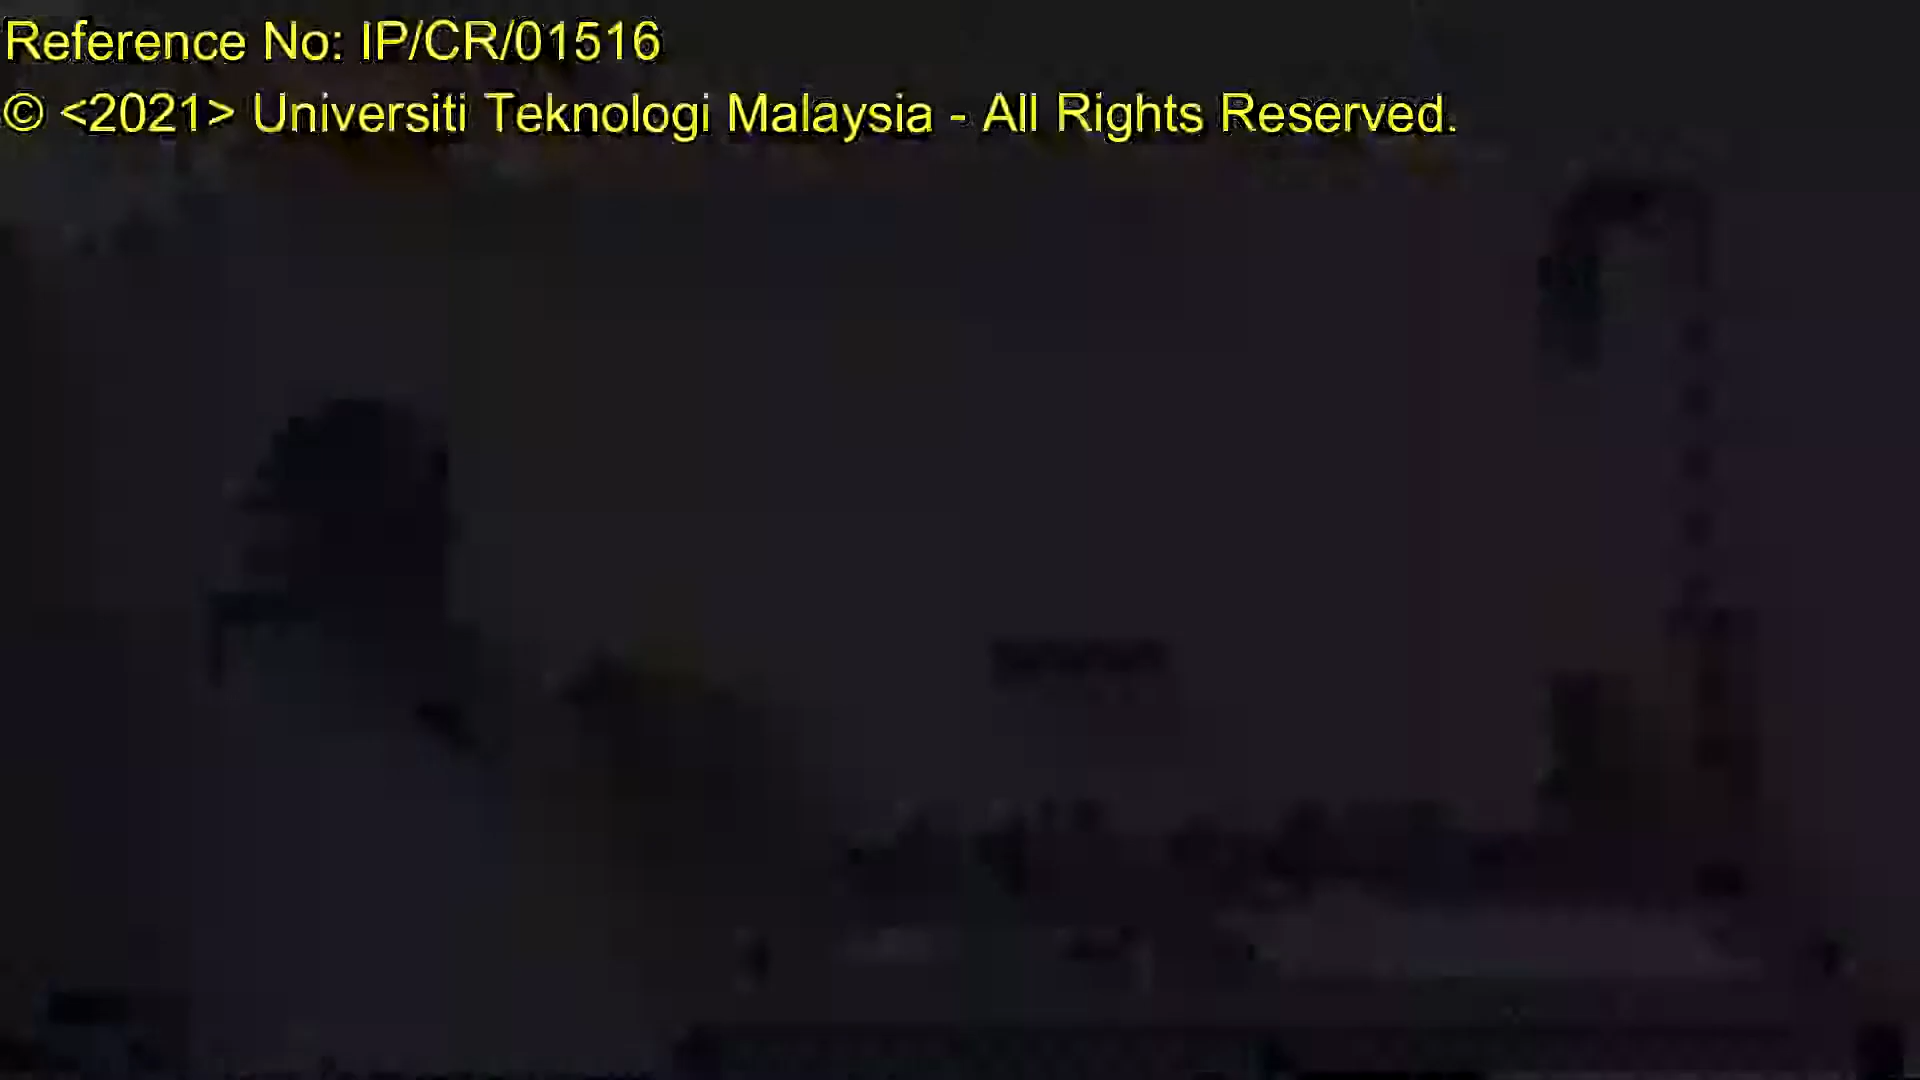 Reference No: IP/CR/01516
© <2021> Universiti Teknologi Malaysia - All Rights Reserved.